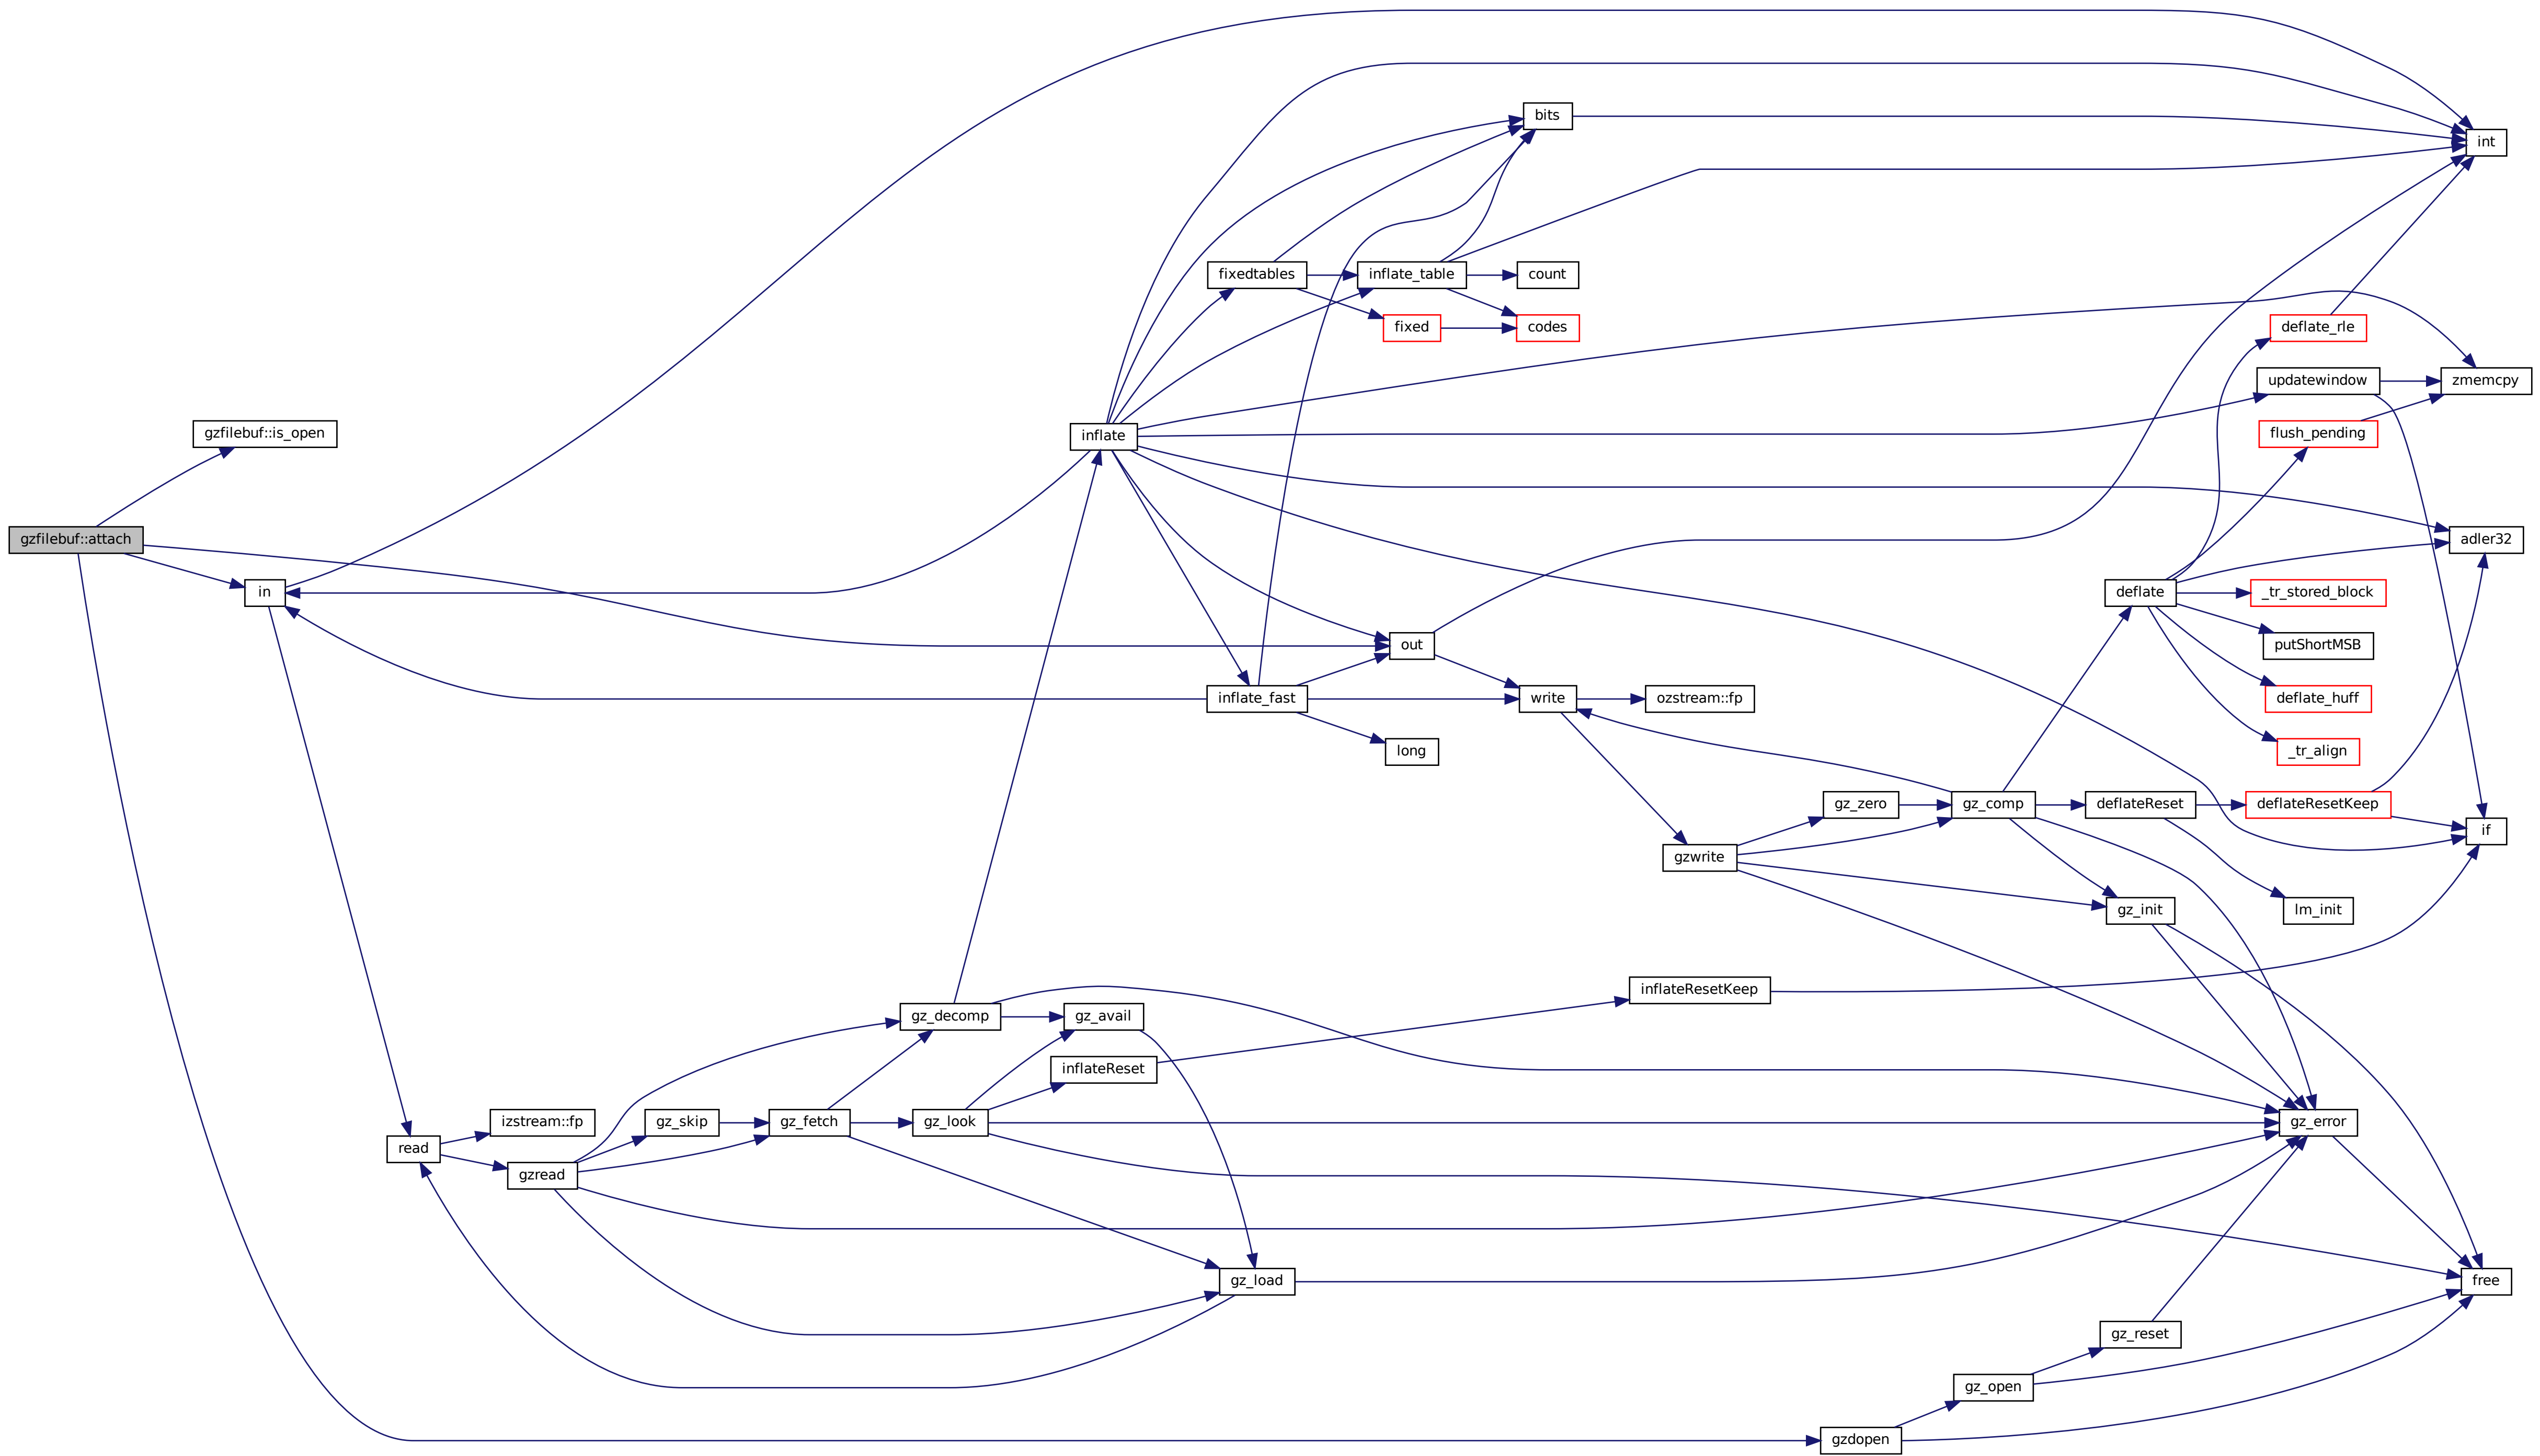 gzfilebuf::attach
gzfilebuf::is_open
in
read
izstream::fp
gzread
gz_skip
gz_fetch
gz_decomp
gz_look
gz_avail
inflateReset
inflate
fixedtables
inflate_fast
gz_load
inflate_table
fixed
out
long
bits
count
codes
write
ozstream::fp
inflateResetKeep
gzwrite
gz_zero
gz_comp
gz_open
gzdopen
deflate
deflateReset
gz_init
gz_reset
deflate_rle
updatewindow
flush_pending
_tr_stored_block
putShortMSB
deflate_huff
_tr_align
deflateResetKeep
lm_init
gz_error
int
zmemcpy
adler32
if
free